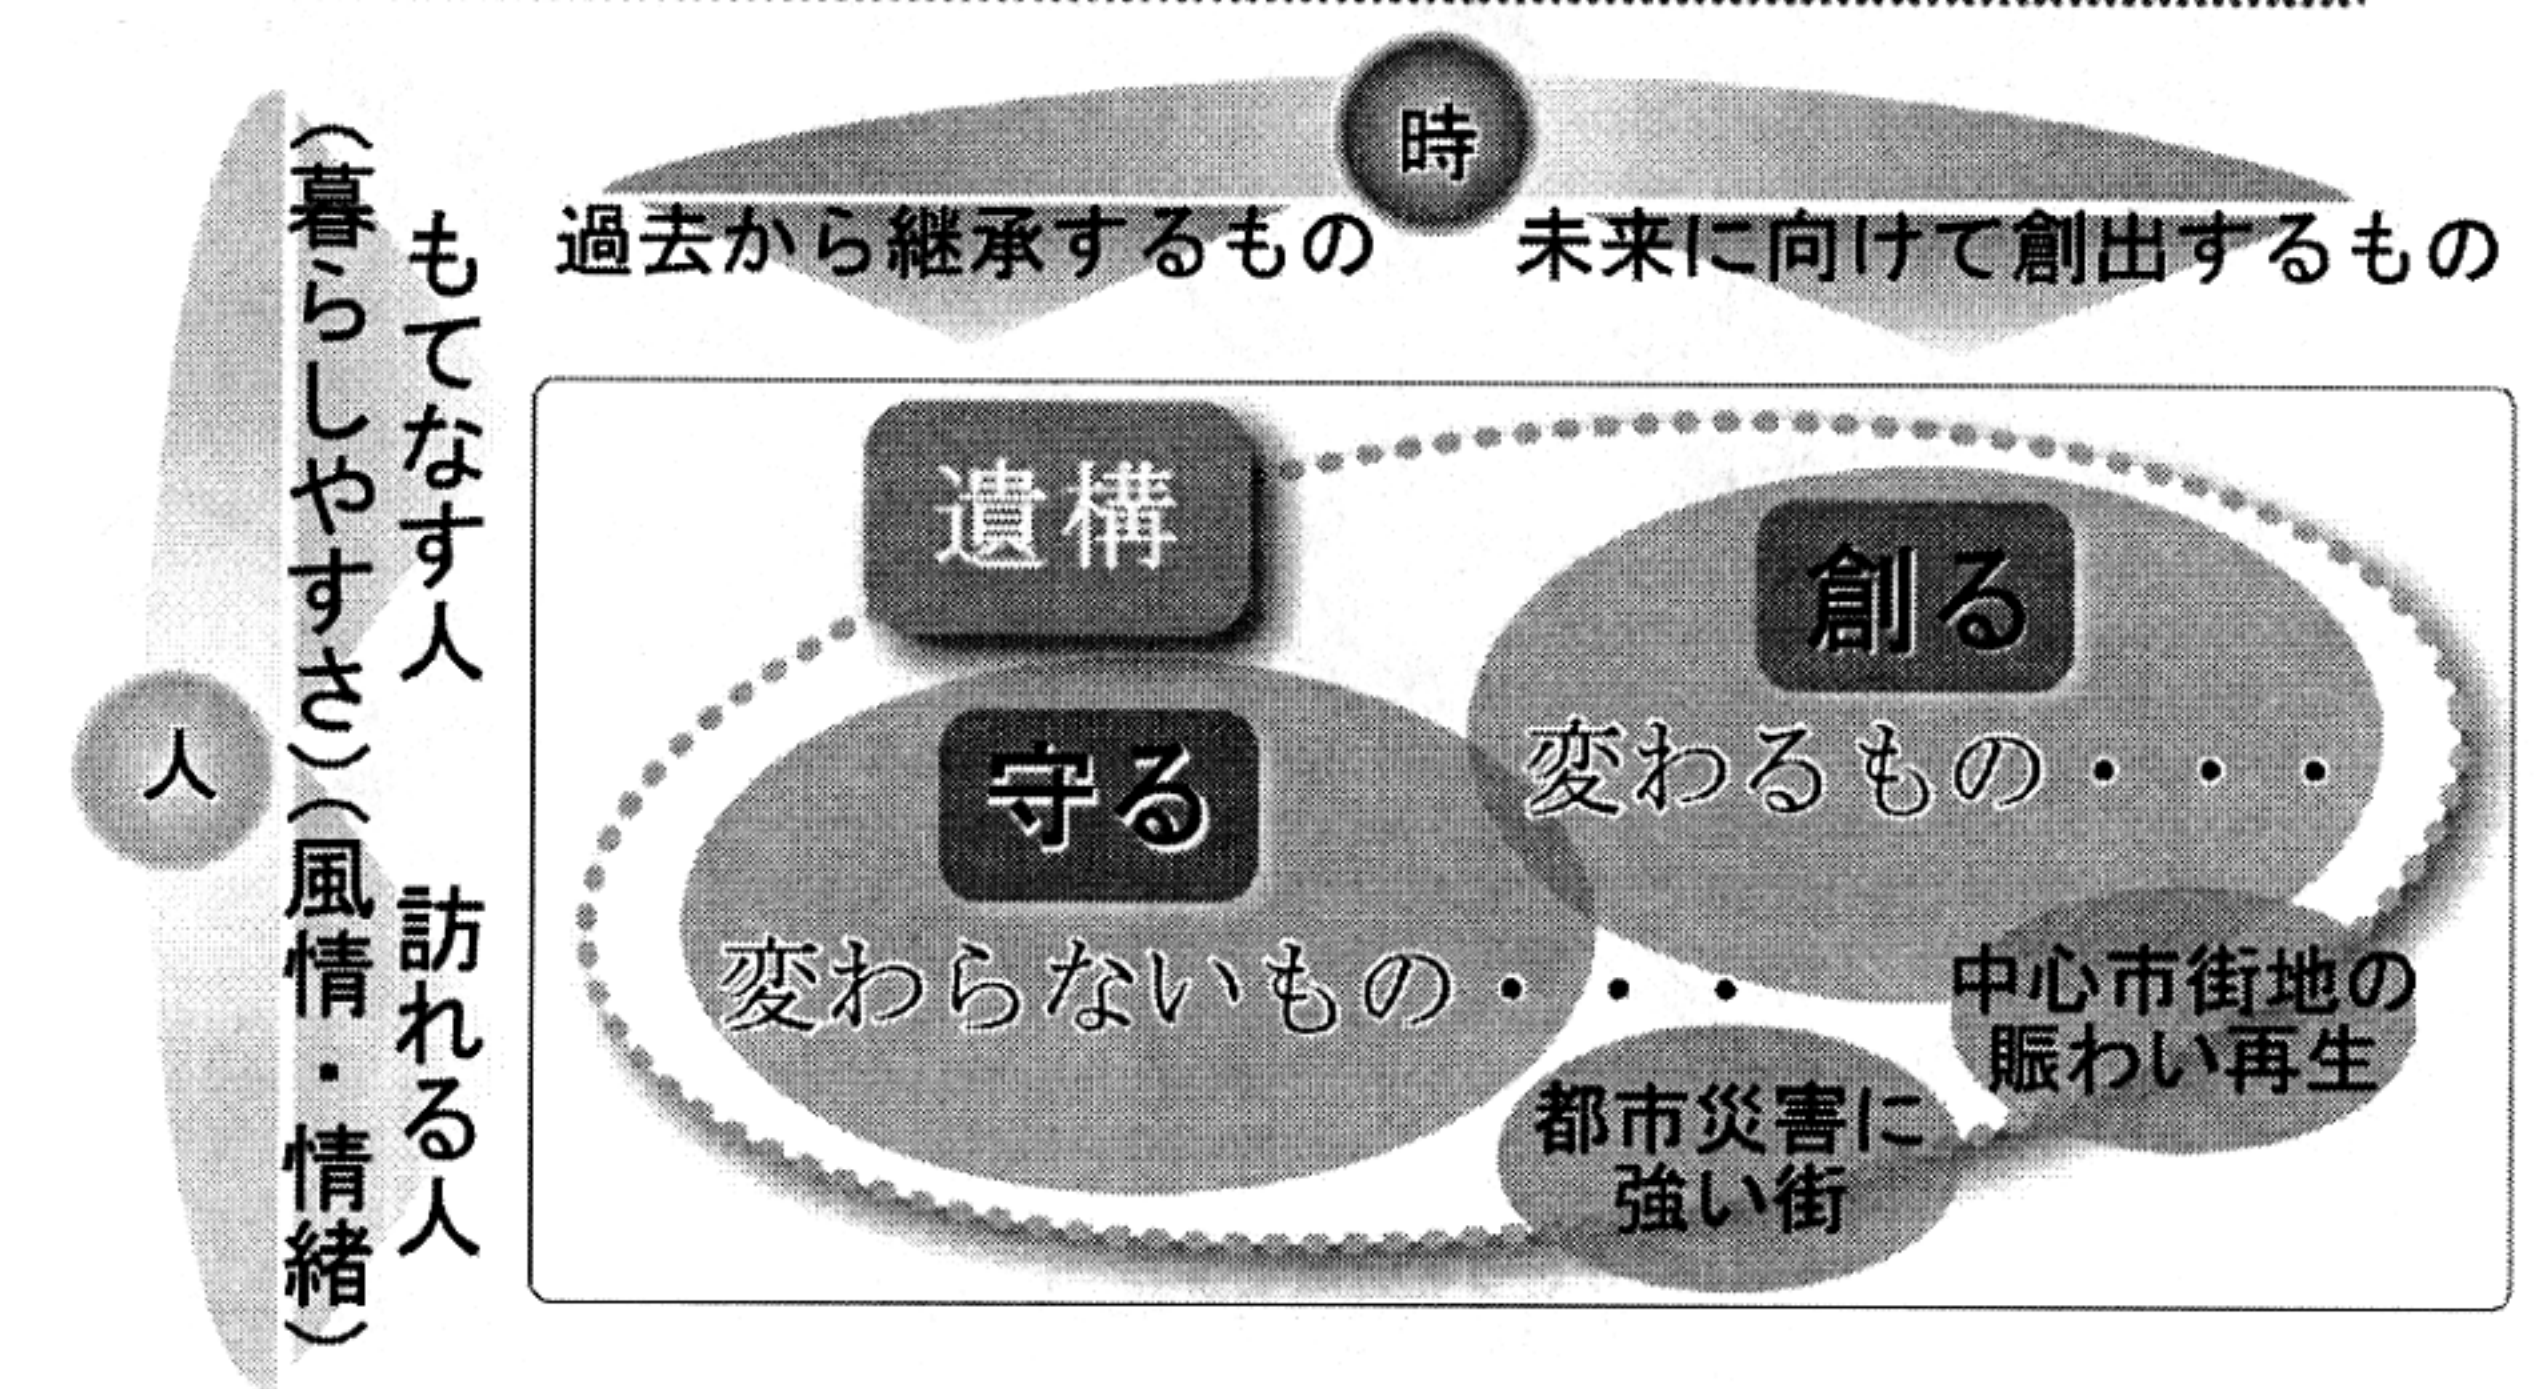 時
過去から継承するもの
未来に向けて創出するもの
人
もてなす人
(暮らしやすさ)
訪れる人
(風情・情緒)
遺構
創る
変わるもの・・・
守る
変わらないもの・・・
中心市街地の
賑わい再生
都市災害に
強い街